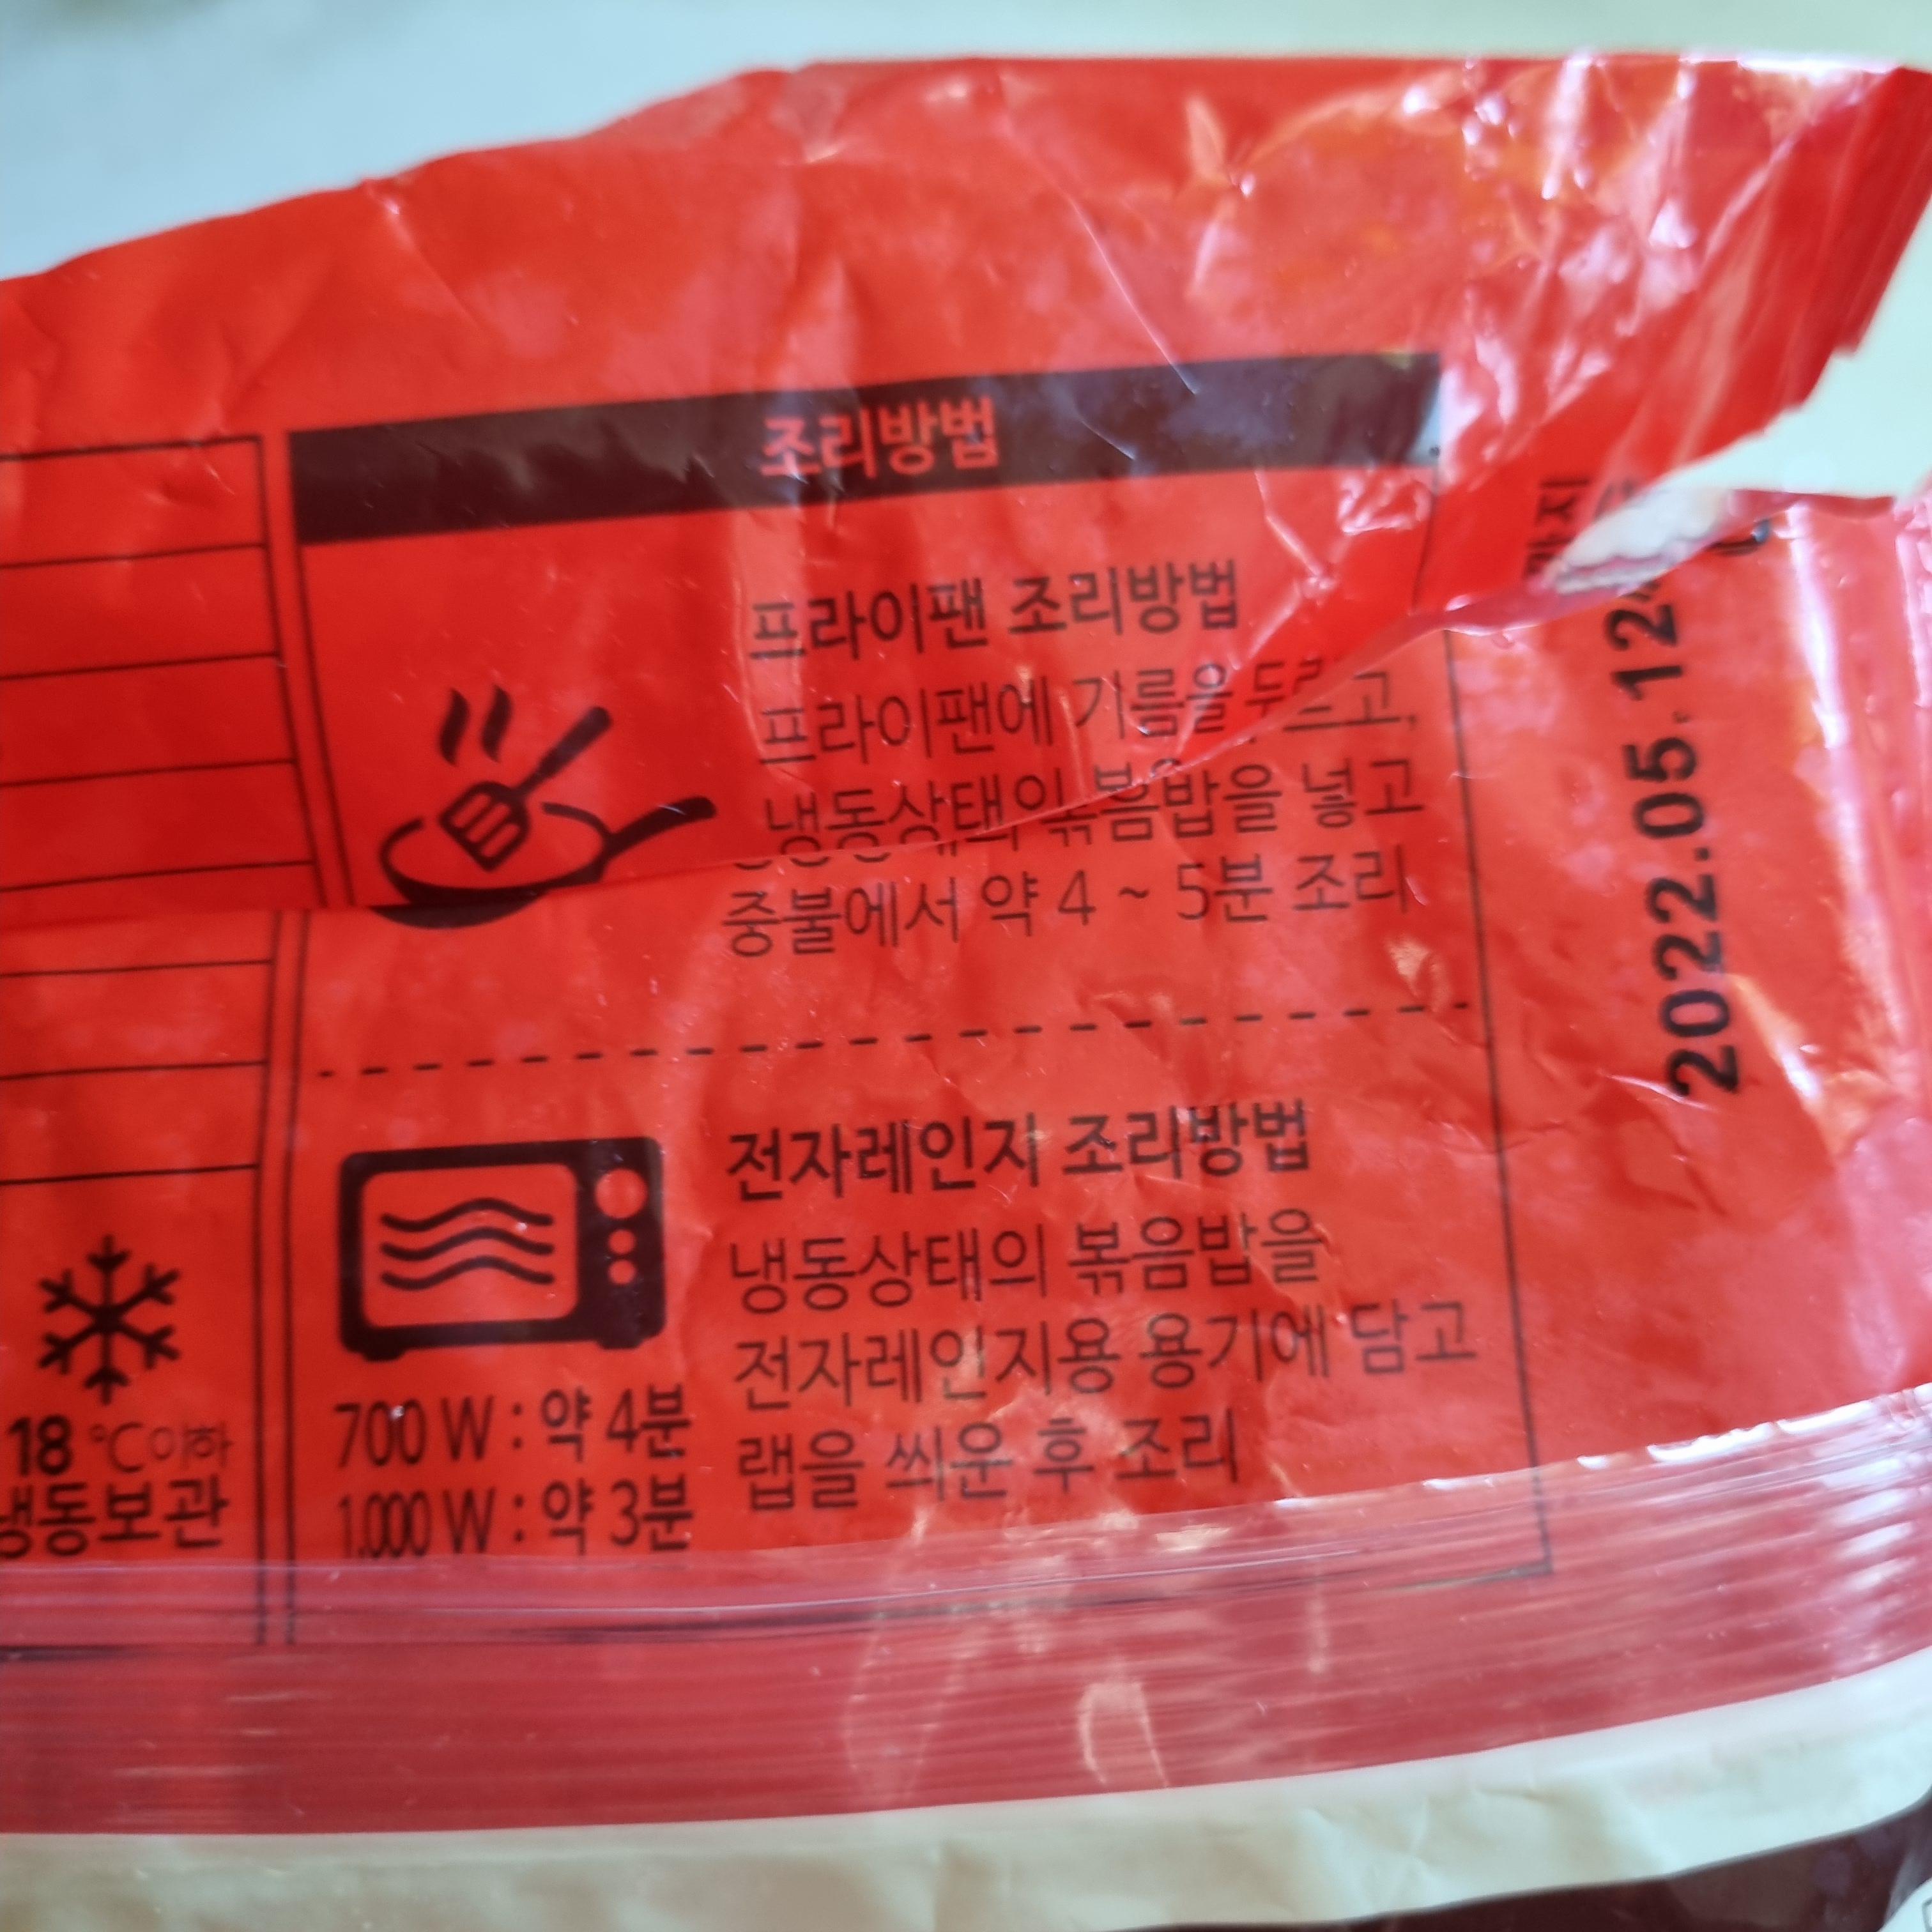 조리방법
프라이팬 조리방법
프라이팬에 기름을 두르고,
냉동상태의 볶음밥을 넣고
중불에서 약 4 ~ 5분 조리
전자레인지 조리방법
냉동상태의 볶음밥을
전자레인지용 용기에 담고
랩을 씌운 후 조리
700 W : 약 4분
1,000 W : 약 3분
18 ℃이하
냉동보관
까지
2022.05.12